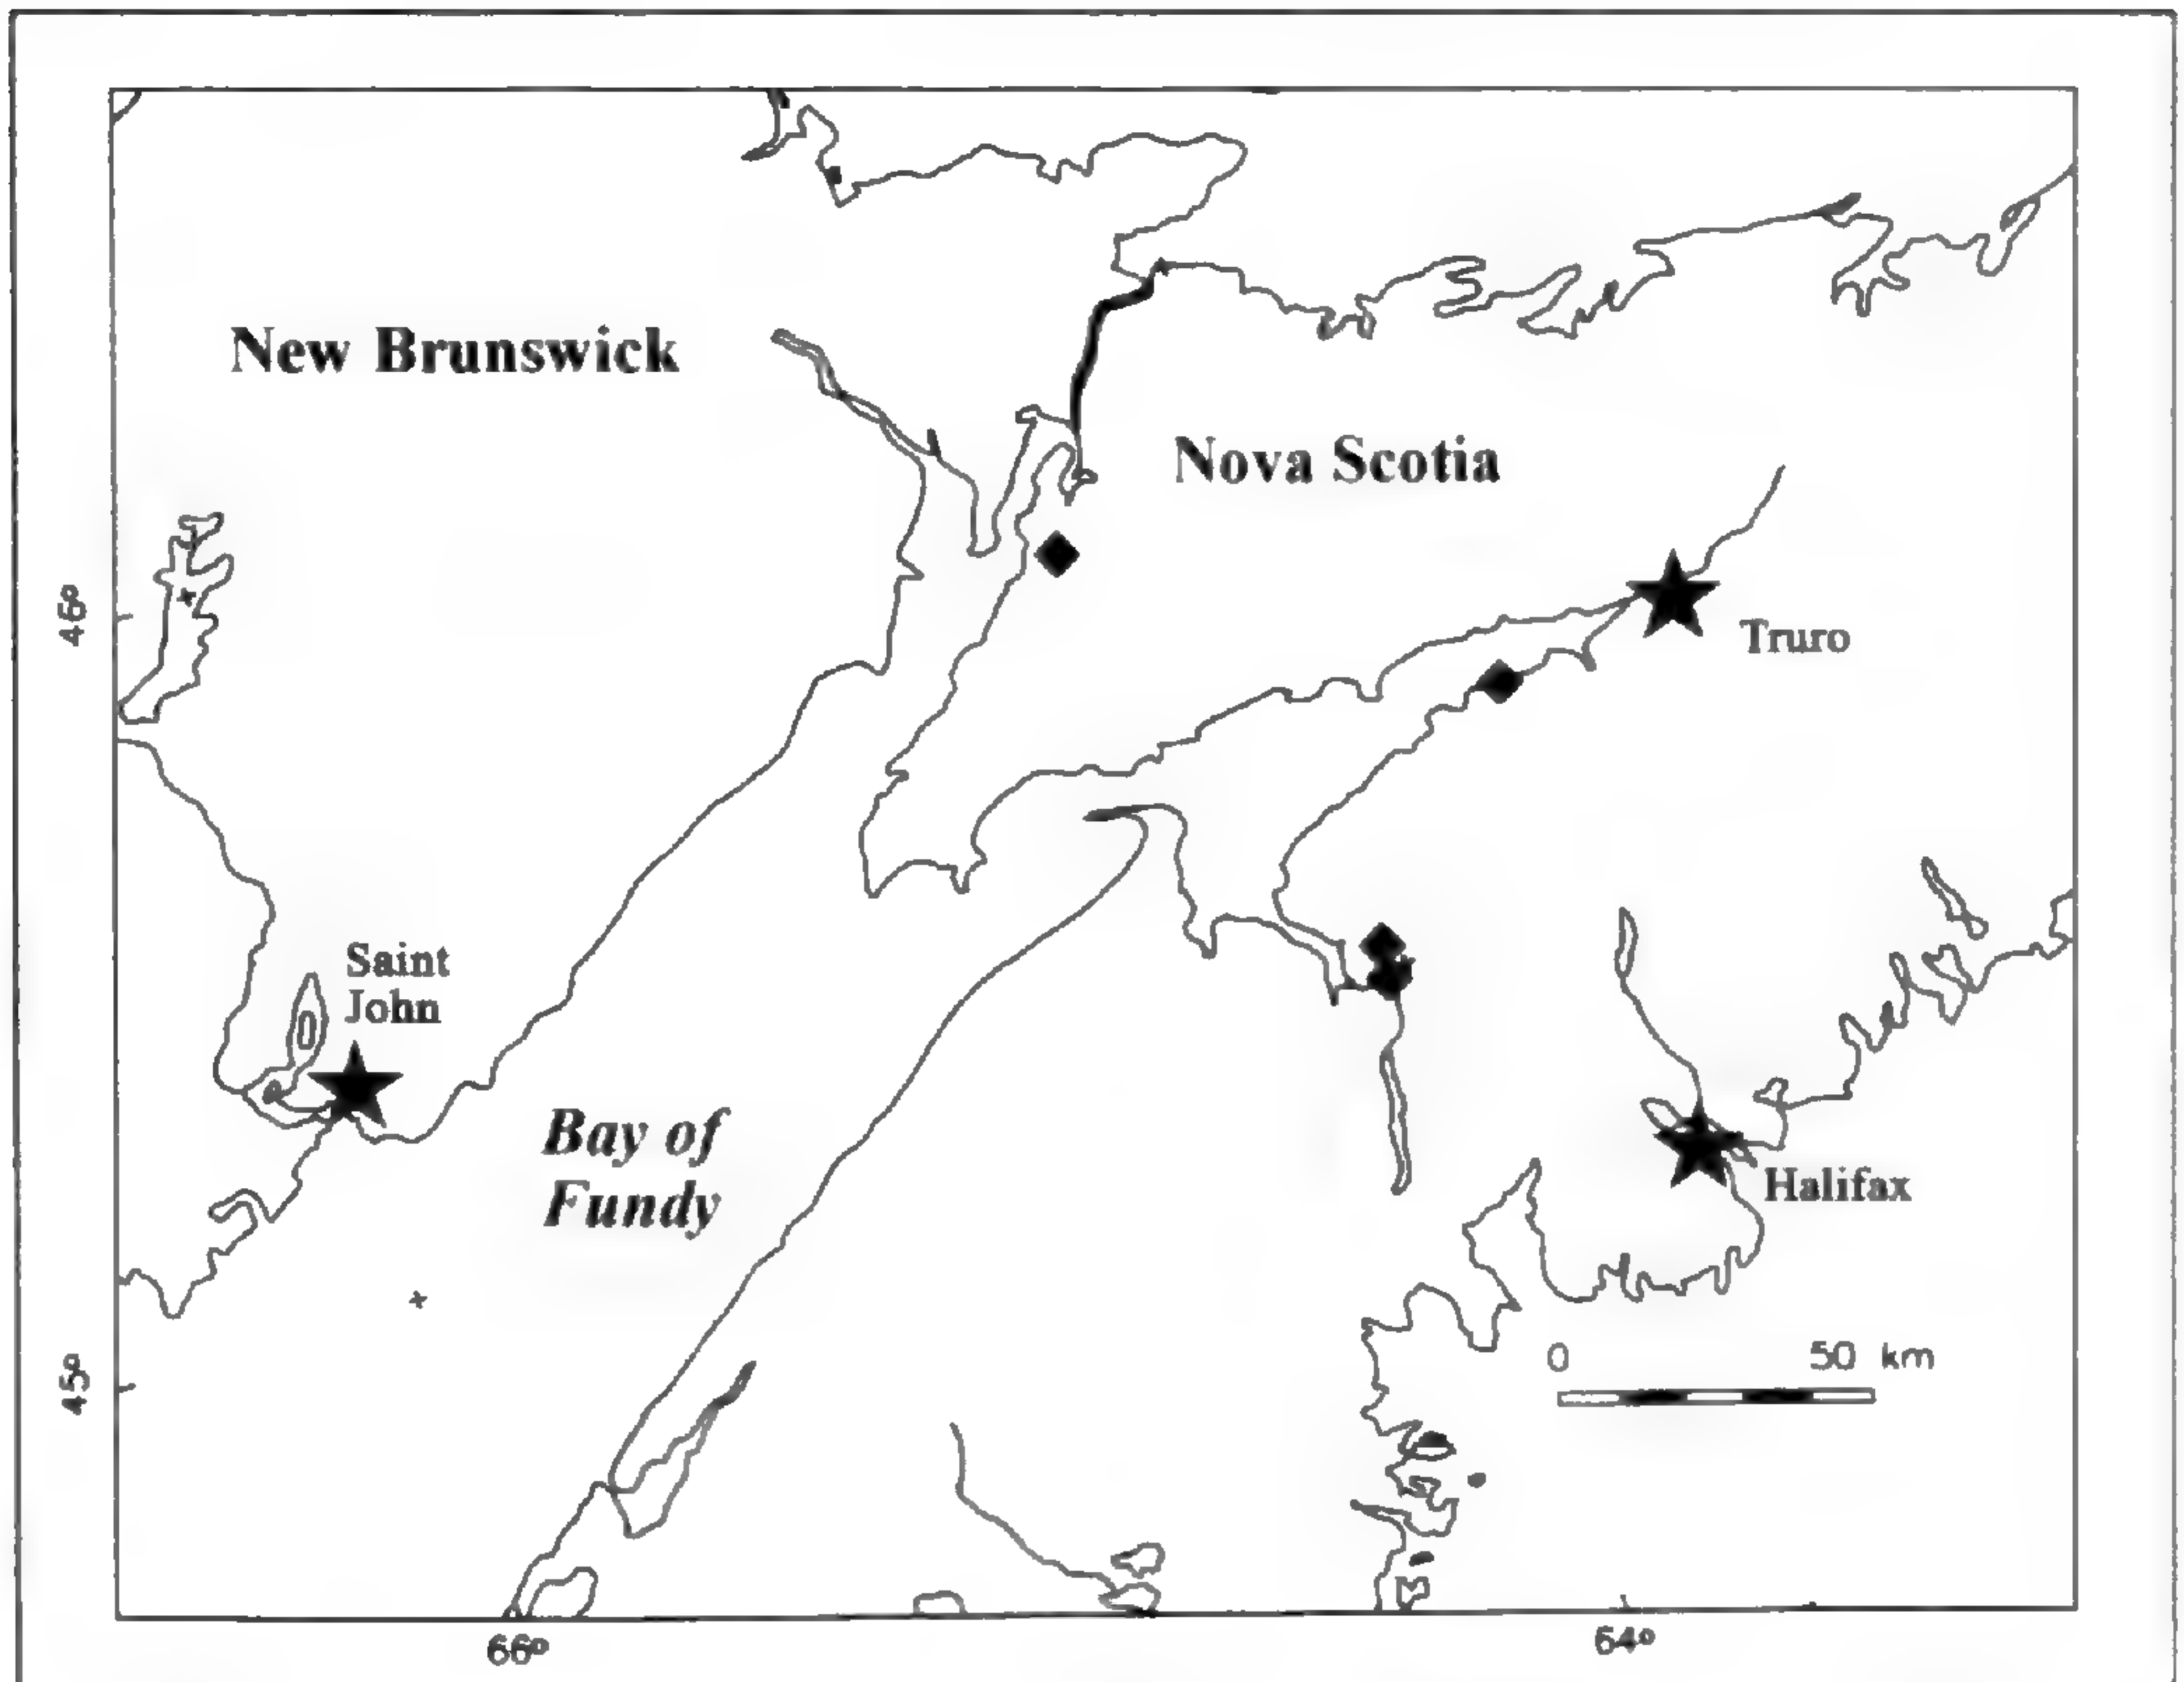 New Brunswick
Nova Scotia
46°
Truro
Saint
John
Bay of
Fundy
Halifax
0 50 km
45°
66° 64°